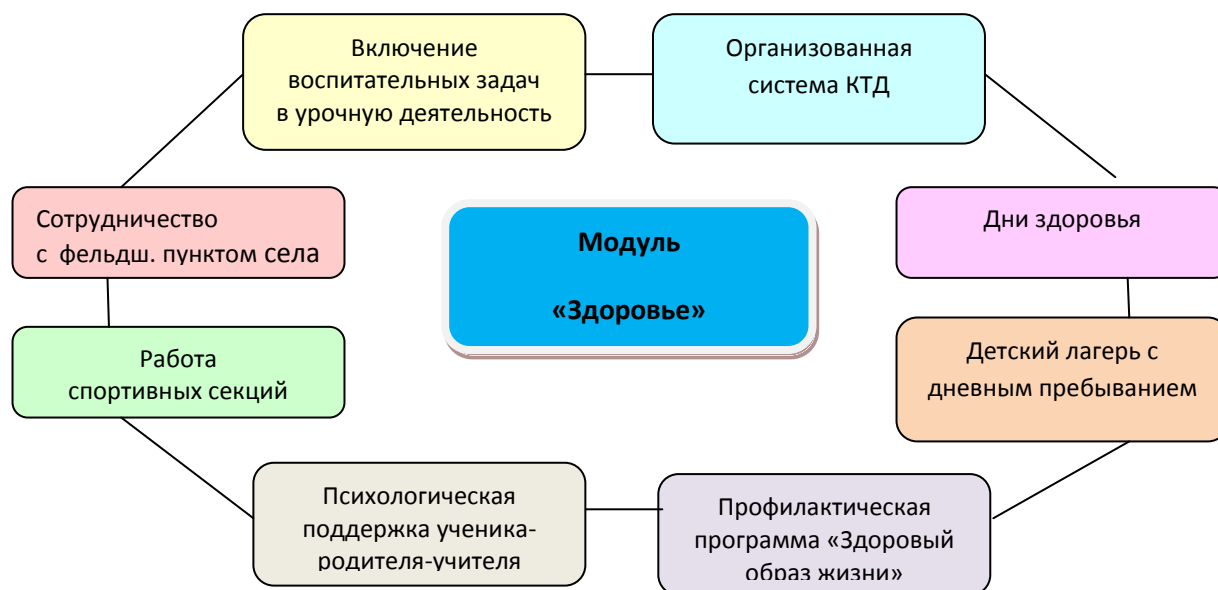 Включение
воспитательных задач
в урочную деятельность
Организованная
система КТД
Сотрудничество
с фельдш. пунктом села
Модуль
«Здоровье»
Дни здоровья
Работа
спортивных секций
Детский лагерь с
дневным пребыванием
Психологическая
поддержка ученика-
родителя-учителя
Профилактическая
программа «Здоровый
образ жизни»